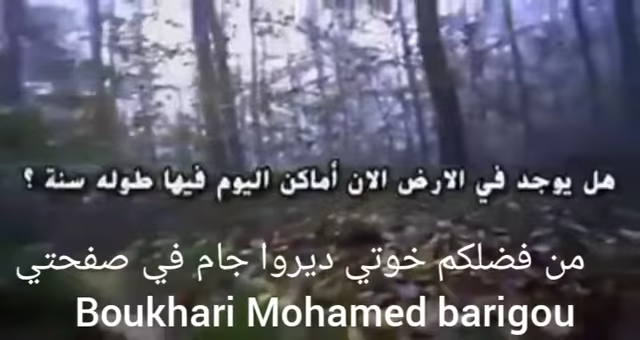 هل يوجد في الارض الان أماكن اليوم فيها طوله سنة ؟
من فضلكم خوتي ديروا جام في صفحتي
Boukhari Mohamed barigou